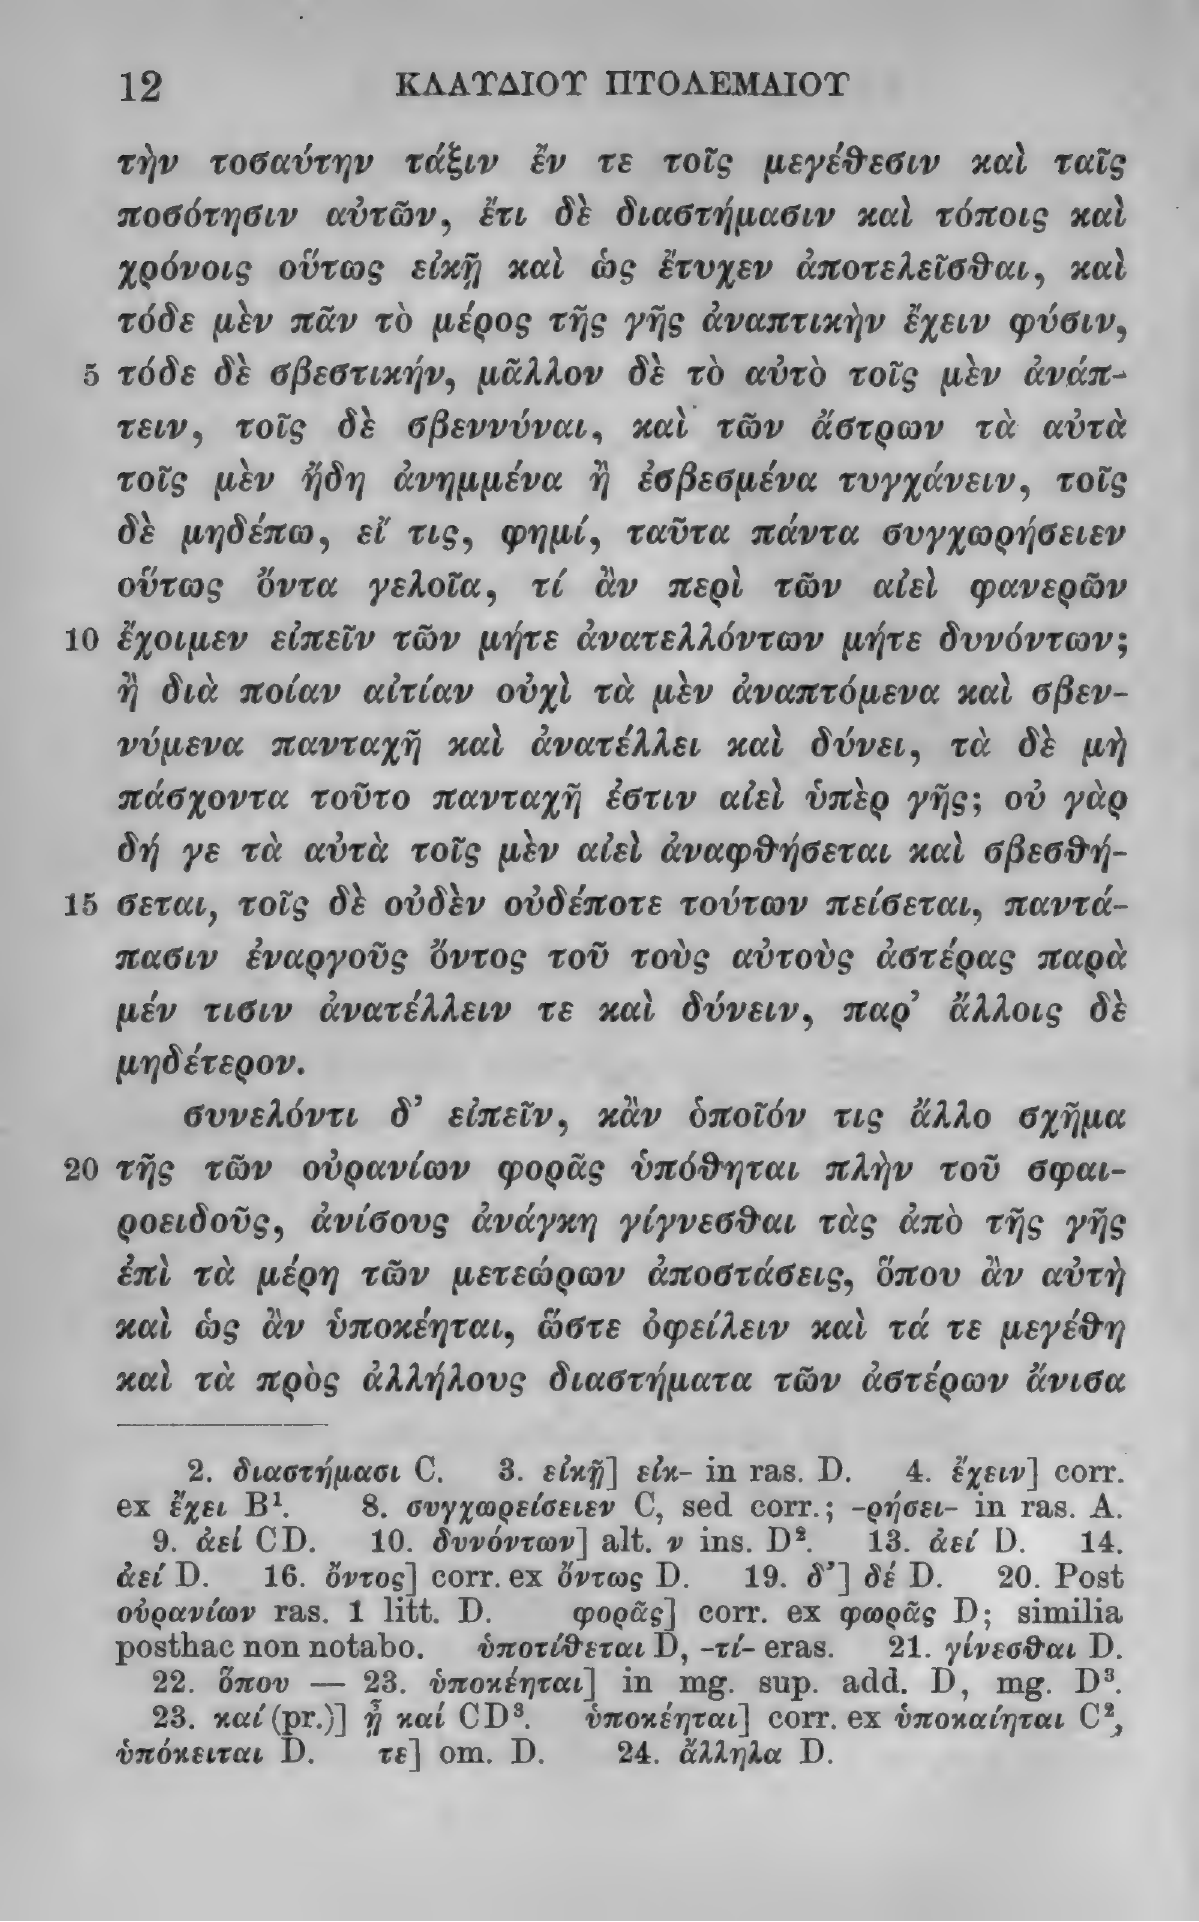 12 ΚΛΑΥΔΙΟΥ ΠΤΟΛΕΜΑΙΟΥ
τὴν τοσαύτην τάξιν ἔν τε τοῖς μεγέθεσιν καὶ ταῖς
ποσότησιν αὐτῶν, ἔτι δὲ διαστήμασιν καὶ τόποις καὶ
χρόνοις οὕτως εἰκῇ καὶ ὡς ἔτυχεν ἀποτελεῖσθαι, καὶ
τόδε μὲν πᾶν τὸ μέρος τῆς γῆς ἀναπτικὴν ἔχειν φύσιν,
5 τόδε δὲ σβεστικήν, μᾶλλον δὲ τὸ αὐτὸ τοῖς μὲν ἀνάπ-
τειν, τοῖς δὲ σβεννύναι, καὶ τῶν ἄστρων τὰ αὐτὰ
τοῖς μὲν ἤδη ἀνημμένα ἢ ἐσβεσμένα τυγχάνειν, τοῖς
δὲ μηδέπω, εἴ τις, φημί, ταῦτα πάντα συγχωρήσειεν
οὕτως ὄντα γελοῖα, τί ἂν περὶ τῶν αἰεὶ φανερῶν
10 ἔχοιμεν εἰπεῖν τῶν μήτε ἀνατελλόντων μήτε δυνόντων;
ἢ διὰ ποίαν αἰτίαν οὐχὶ τὰ μὲν ἀναπτόμενα καὶ σβεν-
νύμενα πανταχῆ καὶ ἀνατέλλει καὶ δύνει, τὰ δὲ μὴ
πάσχοντα τοῦτο πανταχῆ ἐστιν αἰεὶ ὑπὲρ γῆς; οὐ γὰρ
δή γε τὰ αὐτὰ τοῖς μὲν αἰεὶ ἀναφθήσεται καὶ σβεσθή-
15 σεται, τοῖς δὲ οὐδὲν οὐδέποτε τούτων πείσεται, παντά-
πασιν ἐναργοῦς ὄντος τοῦ τοὺς αὐτοὺς ἀστέρας παρὰ
μέν τισιν ἀνατέλλειν τε καὶ δύνειν, παρ’ ἄλλοις δὲ
μηδέτερον.
συνελόντι δ’ εἰπεῖν, κἂν ὁποῖόν τις ἄλλο σχῆμα
20 τῆς τῶν οὐρανίων φορᾶς ὑπόθηται πλὴν τοῦ σφαι-
ροειδοῦς, ἀνίσους ἀνάγκη γίγνεσθαι τὰς ἀπὸ τῆς γῆς
ἐπὶ τὰ μέρη τῶν μετεώρων ἀποστάσεις, ὅπου ἂν αὐτὴ
καὶ ὡς ἂν ὑποκέηται, ὥστε ὀφείλειν καὶ τά τε μεγέθη
καὶ τὰ πρὸς ἀλλήλους διαστήματα τῶν ἀστέρων ἄνισα
2. διαστήμασι C. 3. εἰκῇ] εἰκ- in ras. D. 4. ἔχειν] corr.
ex ἔχει B¹. 8. συγχωρείσειεν C, sed corr.; -ρήσει- in ras. A.
9. ἀεί CD. 10. δυνόντων] alt. ν ins. D². 13. ἀεί D. 14.
ἀεί D. 16. ὄντος] corr. ex ὄντως D. 19. δ’] δέ D. 20. Post
οὐρανίων ras. 1 litt. D. φορᾶς] corr. ex φωρᾶς D; similia
posthac non notabo. ὑποτίθεται D, -τί- eras. 21. γίνεσθαι D.
22. ὅπου — 23. ὑποκέηται] in mg. sup. add. D, mg. D³.
23. καί (pr.)] ᾗ καί CD³. ὑποκέηται] corr. ex ὑποκαίηται C²,
ὑπόκειται D. τε] om. D. 24. ἄλληλα D.